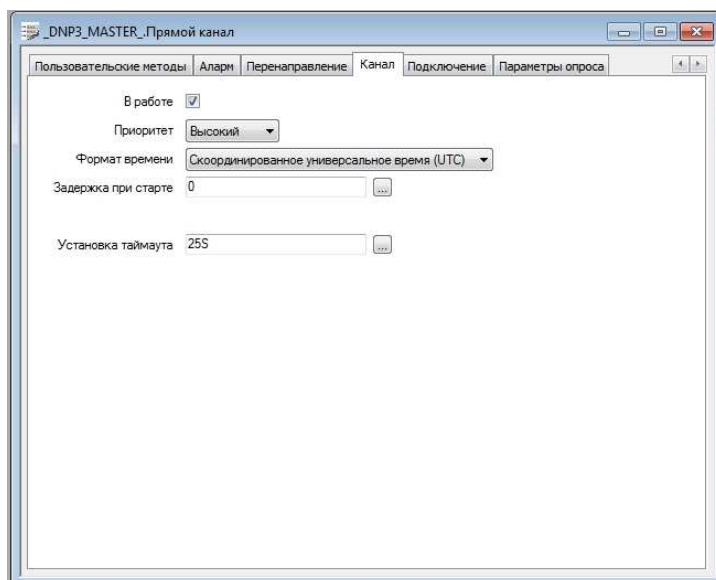 _DNP3_MASTER_.Прямой канал
Пользовательские методы Аларм Перенаправление Канал Подключение Параметры опроса
В работе
Приоритет Высокий
Формат времени Скоординированное универсальное время (UTC)
Задержка при старте 0 ...
Установка таймаута 25S ...